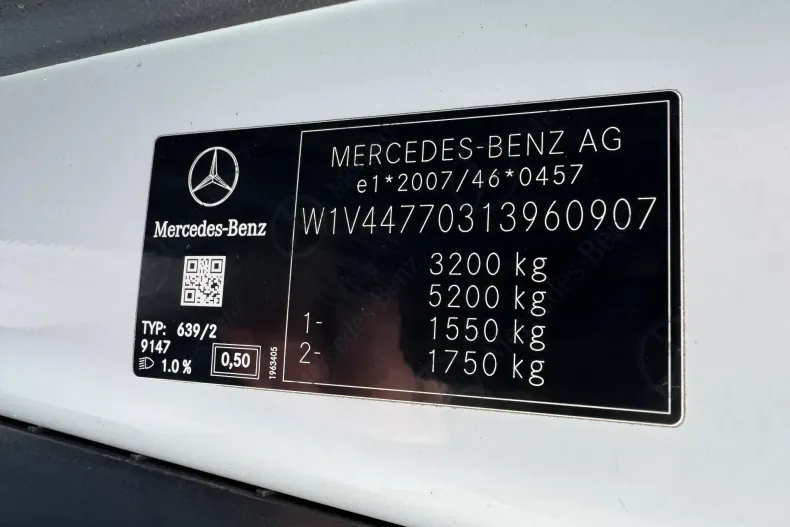 Mercedes-Benz
TYP: 639/2
9147
1.0 %
0,50
1963405
MERCEDES-BENZ AG
e1*2007/46*0457
W1V44770313960907
3200 kg
5200 kg
1- 1550 kg
2- 1750 kg